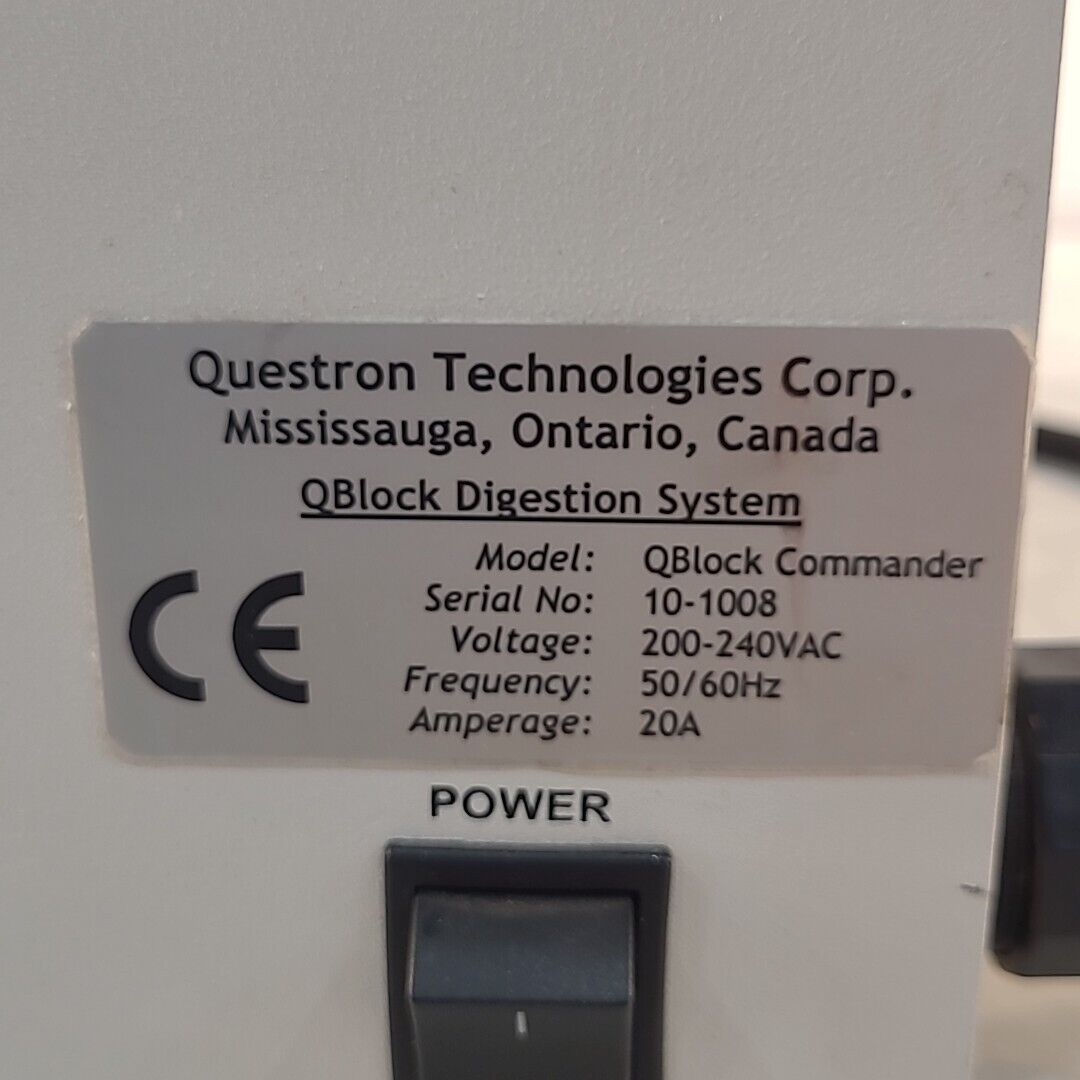 Questron Technologies Corp.
Mississauga, Ontario, Canada
QBlock Digestion System
Model: QBlock Commander
Serial No: 10-1008
Voltage: 200-240VAC
Frequency: 50/60Hz
Amperage: 20A
CE
POWER